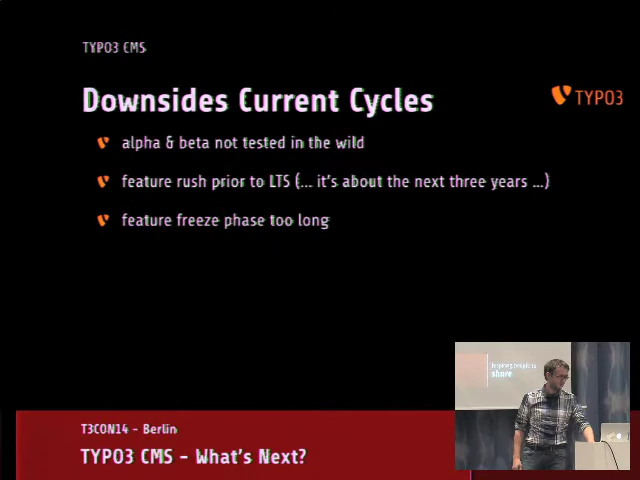 TYPO3 CMS
Downsides Current Cycles
TYPO3
alpha & beta not tested in the wild
feature rush prior to LTS (... it's about the next three years ...)
feature freeze phase too long
share
T3CON14 - Berlin
TYPO3 CMS - What's Next?